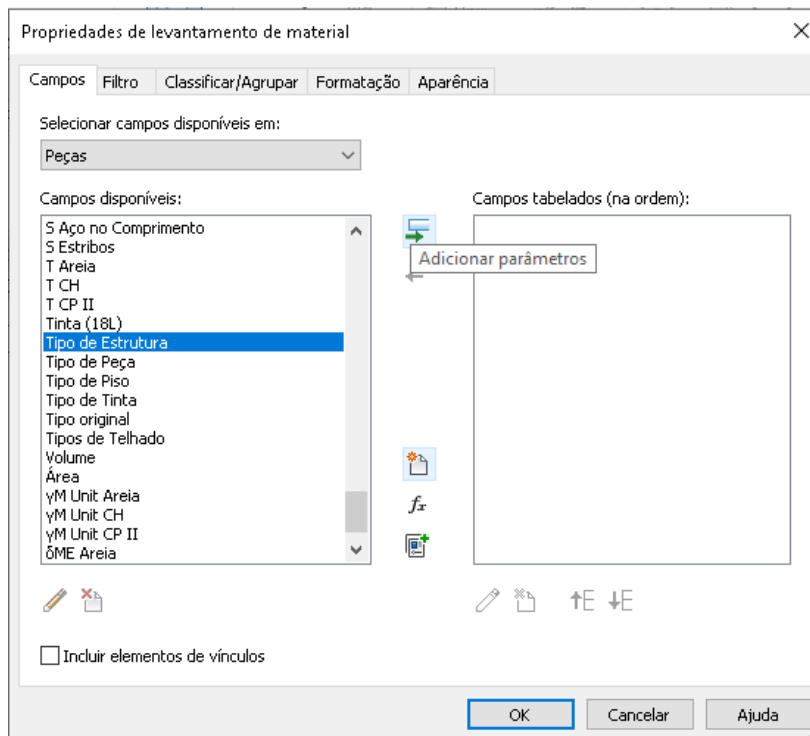 Propriedades de levantamento de material
Campos Filtro Classificar/Agrupar Formatação Aparência
Selecionar campos disponíveis em:
Peças
Campos disponíveis:
S Aço no Comprimento
S Estribos
T Areia
T CH
T CP II
Tinta (18L)
Tipo de Estrutura
Tipo de Peça
Tipo de Piso
Tipo de Tinta
Tipo original
Tipos de Telhado
Volume
Área
γM Unit Areia
γM Unit CH
γM Unit CP II
δME Areia
Adicionar parâmetros
fx
Campos tabelados (na ordem):
Incluir elementos de vínculos
OK Cancelar Ajuda